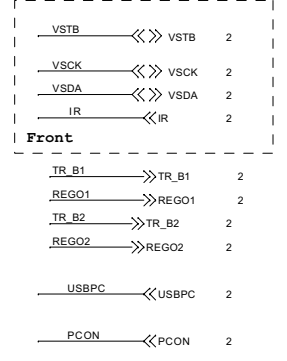 VSTB VSTB 2
VSCK VSCK 2
VSDA VSDA 2
IR IR 2
Front
TR_B1 TR_B1 2
REGO1 REGO1 2
TR_B2 TR_B2 2
REGO2 REGO2 2
USBPC USBPC 2
PCON PCON 2